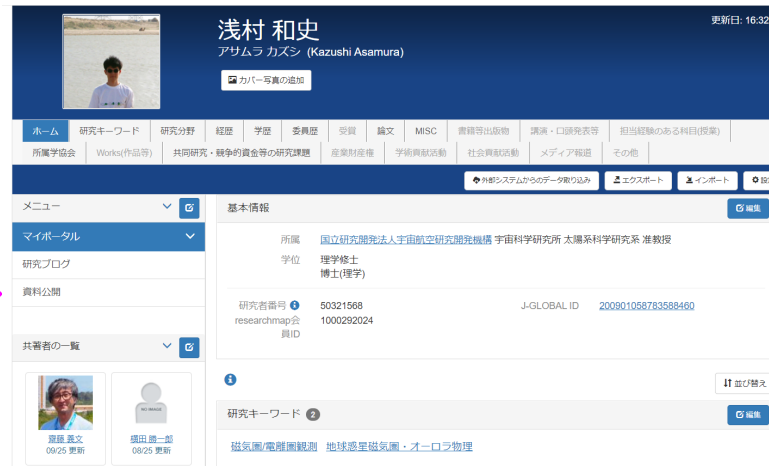 浅村 和史
更新日: 16:32
アサムラ カズシ (Kazushi Asamura)
カバー写真の追加
ホーム 研究キーワード 研究分野 経歴 学歴 委員歴 受賞 論文 MISC 書籍等出版物 講演・口頭発表等 担当経験のある科目(授業)
所属学協会 Works(作品等) 共同研究・競争的資金等の研究課題 産業財産権 学術貢献活動 社会貢献活動 メディア報道 その他
外部システムからのデータ取り込み エクスポート インポート
メニュー
マイポータル
研究ブログ
資料公開
共著者の一覧
齋藤 義文
09/25 更新
横田 勝一郎
08/25 更新
基本情報 編集
所属 国立研究開発法人宇宙航空研究開発機構 宇宙科学研究所 太陽系科学研究系 准教授
学位 理学修士
博士(理学)
研究者番号 50321568 J-GLOBAL ID 200901058783588460
researchmap会員ID 1000292024
並び替え
研究キーワード 2 編集
磁気圏/電離圏観測 地球惑星磁気圏・オーロラ物理